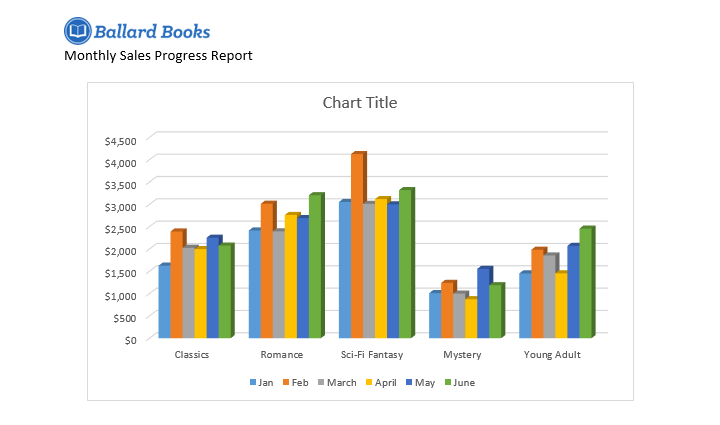 Ballard Books
Monthly Sales Progress Report
Chart Title
$4,500
$4,000
$3,500
$3,000
$2,500
$2,000
$1,500
$1,000
$500
$0
Classics Romance Sci-Fi Fantasy Mystery Young Adult
Jan Feb March April May June